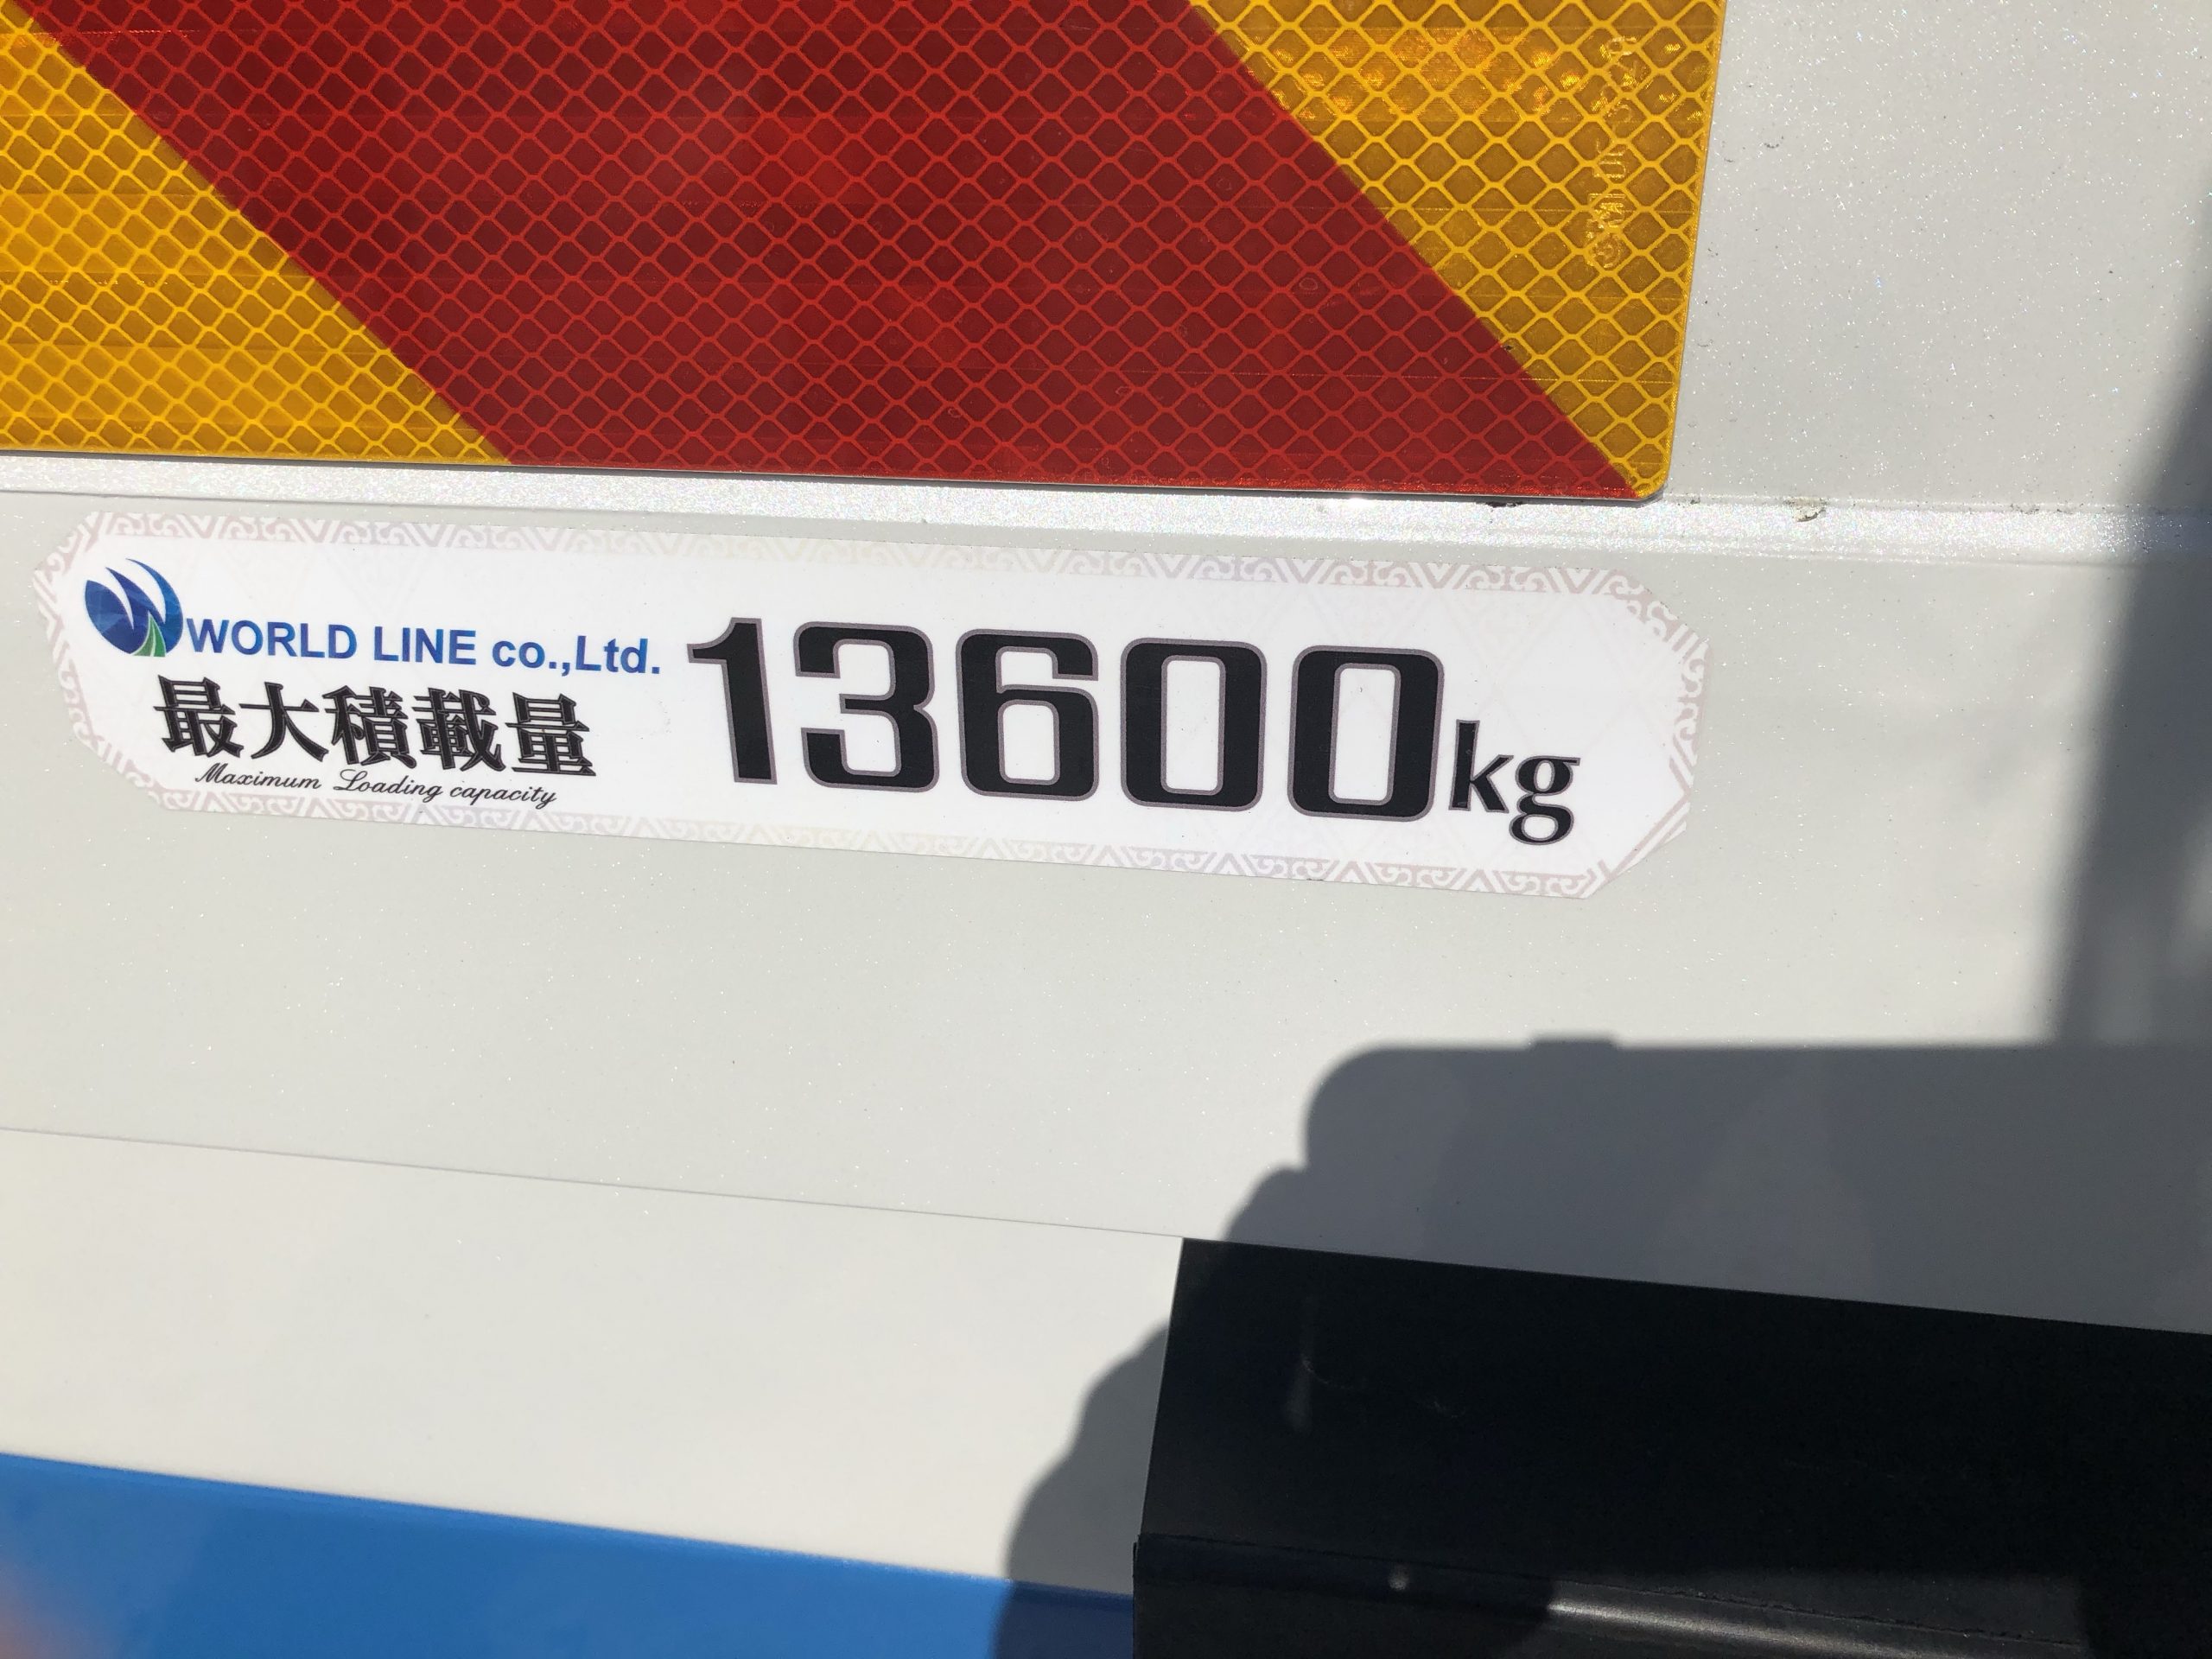 WORLD LINE co.,Ltd.
最大積載量
Maximum Loading capacity
13600kg